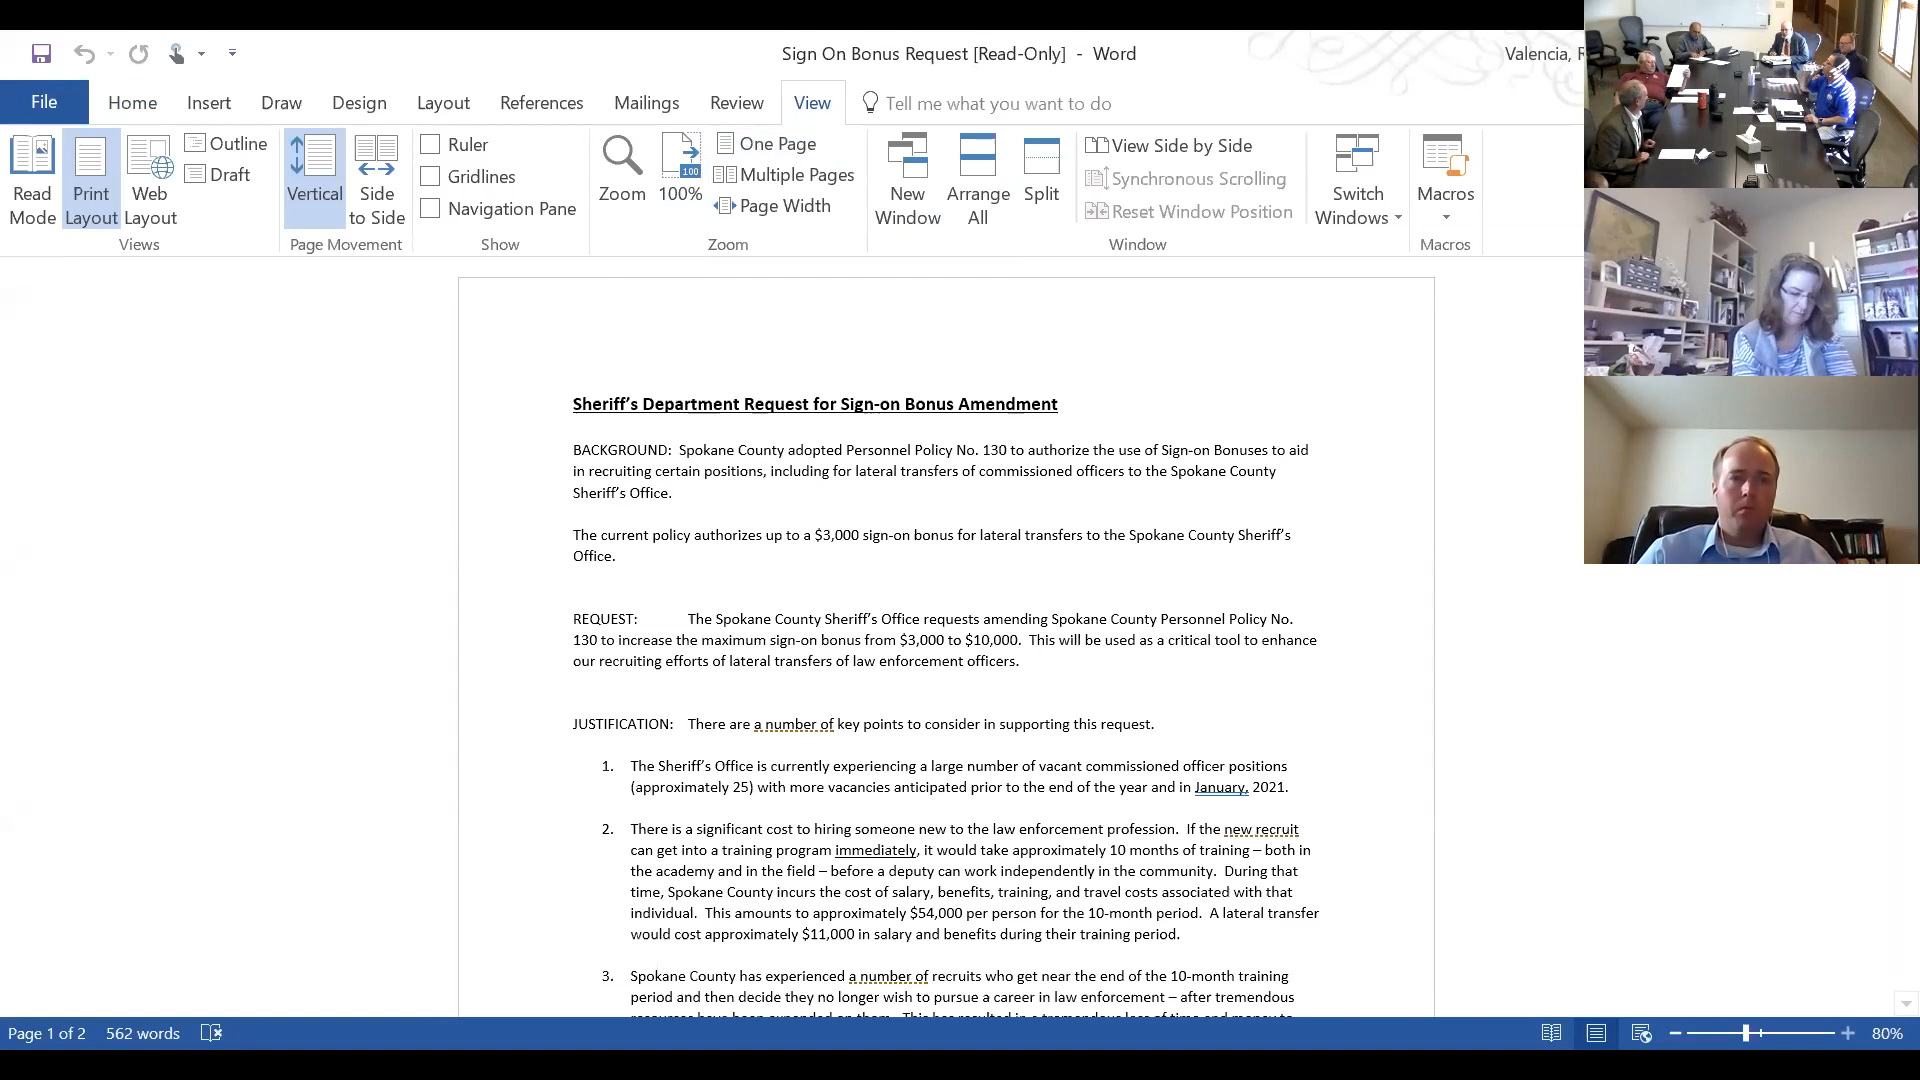 Sign On Bonus Request [Read-Only] - Word
Valencia, R
File Home Insert Draw Design Layout References Mailings Review View Tell me what you want to do
Read Mode
Print Layout
Web Layout
Outline
Draft
Views
Vertical
Side to Side
Page Movement
Ruler
Gridlines
Navigation Pane
Show
Zoom
100
100%
One Page
Multiple Pages
Page Width
Zoom
New Window
Arrange All
Split
View Side by Side
Synchronous Scrolling
Reset Window Position
Window
Switch Windows
Macros
Macros
Sheriff's Department Request for Sign-on Bonus Amendment
BACKGROUND: Spokane County adopted Personnel Policy No. 130 to authorize the use of Sign-on Bonuses to aid
in recruiting certain positions, including for lateral transfers of commissioned officers to the Spokane County
Sheriff's Office.
The current policy authorizes up to a $3,000 sign-on bonus for lateral transfers to the Spokane County Sheriff's
Office.
REQUEST: The Spokane County Sheriff's Office requests amending Spokane County Personnel Policy No.
130 to increase the maximum sign-on bonus from $3,000 to $10,000. This will be used as a critical tool to enhance
our recruiting efforts of lateral transfers of law enforcement officers.
JUSTIFICATION: There are a number of key points to consider in supporting this request.
1. The Sheriff's Office is currently experiencing a large number of vacant commissioned officer positions
(approximately 25) with more vacancies anticipated prior to the end of the year and in January, 2021.
2. There is a significant cost to hiring someone new to the law enforcement profession. If the new recruit
can get into a training program immediately, it would take approximately 10 months of training – both in
the academy and in the field – before a deputy can work independently in the community. During that
time, Spokane County incurs the cost of salary, benefits, training, and travel costs associated with that
individual. This amounts to approximately $54,000 per person for the 10-month period. A lateral transfer
would cost approximately $11,000 in salary and benefits during their training period.
3. Spokane County has experienced a number of recruits who get near the end of the 10-month training
period and then decide they no longer wish to pursue a career in law enforcement – after tremendous
Page 1 of 2 562 words
80%